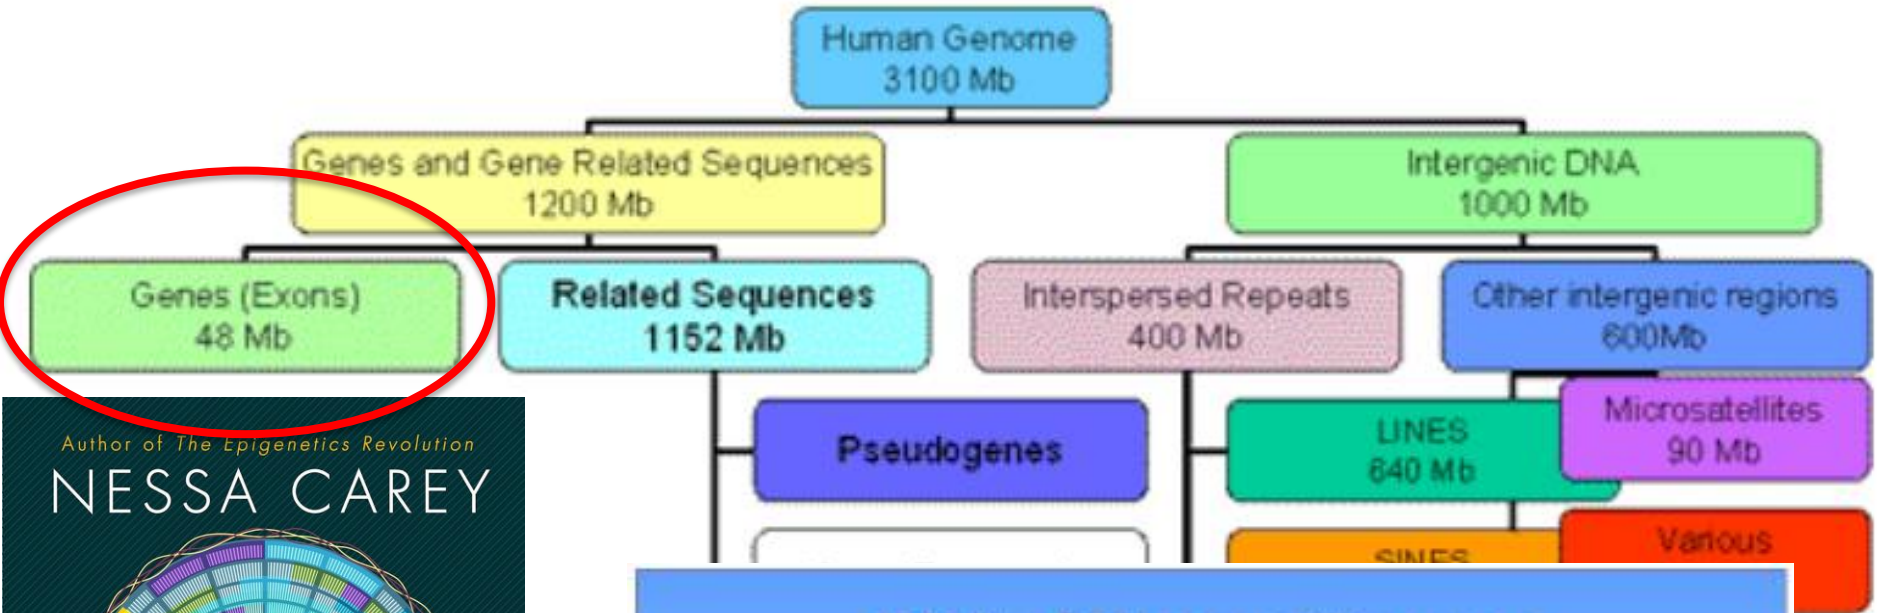 Human Genome
3100 Mb
Genes and Gene Related Sequences
1200 Mb
Intergenic DNA
1000 Mb
Genes (Exons)
48 Mb
Related Sequences
1152 Mb
Interspersed Repeats
400 Mb
Other intergenic regions
600Mb
Pseudogenes
LINES
640 Mb
Microsatellites
90 Mb
SINES
Various
Author of The Epigenetics Revolution
NESSA CAREY